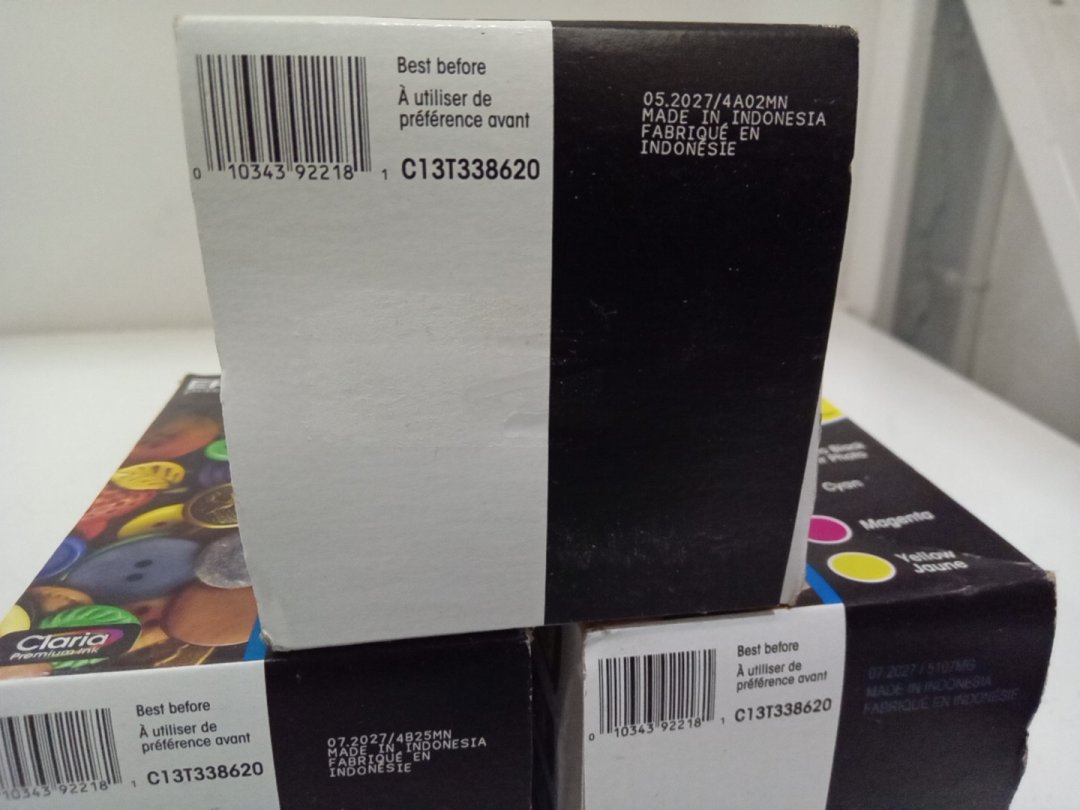 Best before
À utiliser de
préférence avant
0 10343 92218 1 C13T338620
05.2027/4A02MN
MADE IN INDONESIA
FABRIQUÉ EN
INDONÉSIE
Claria
Premium Ink
Best before
À utiliser de
préférence avant
10343 92218 1 C13T338620
07.2027/4B25MN
MADE IN INDONESIA
FABRIQUÉ EN
INDONÉSIE
Black
Photo
Cyan
Magenta
Yellow
Jaune
Best before
À utiliser de
préférence avant
0 10343 92218 1 C13T338620
07.2027 / 5107MG
MADE IN INDONESIA
FABRIQUÉ EN INDONÉSIE